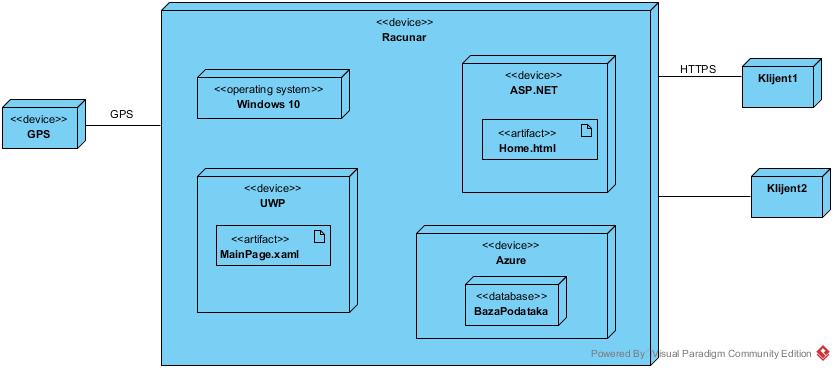 <<device>>
Racunar
<<operating system>>
Windows 10
<<device>>
ASP.NET
<<artifact>>
Home.html
HTTPS
Klijent1
<<device>>
GPS
GPS
<<device>>
UWP
<<artifact>>
MainPage.xaml
Klijent2
<<device>>
Azure
<<database>>
BazaPodataka
Powered By Visual Paradigm Community Edition